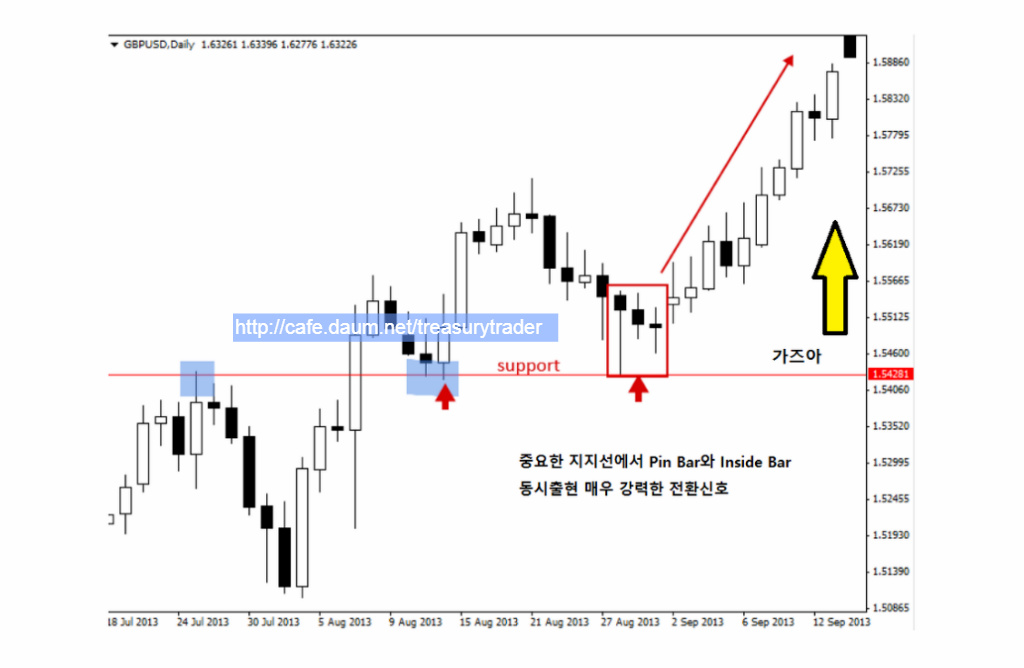 GBPUSD,Daily 1.63261 1.63396 1.62776 1.63226
1.58860
1.58320
1.57795
1.57255
1.56730
1.56190
1.55665
1.55125
http://cafe.daum.net/treasurytrader
가즈아
1.54600
support
1.54281
1.54060
1.53520
중요한 지지선에서 Pin Bar와 Inside Bar
1.52995
동시출현 매우 강력한 전환신호
1.52455
1.51930
1.51390
1.50865
18 Jul 2013 24 Jul 2013 30 Jul 2013 5 Aug 2013 9 Aug 2013 15 Aug 2013 21 Aug 2013 27 Aug 2013 2 Sep 2013 6 Sep 2013 12 Sep 2013